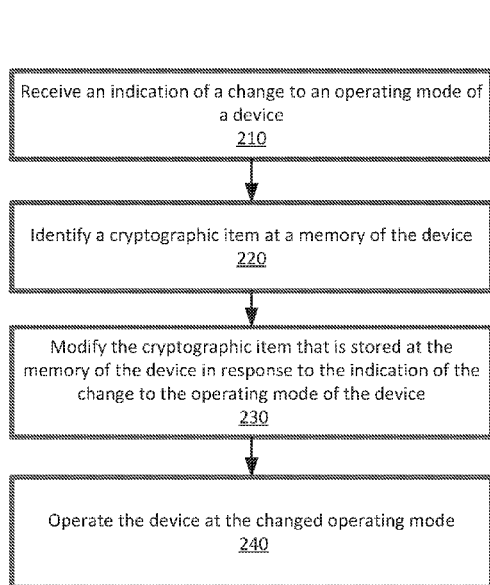 Receive an indication of a change to an operating mode of
a device
210
Identify a cryptographic item at a memory of the device
220
Modify the cryptographic item that is stored at the
memory of the device in response to the indication of the
change to the operating mode of the device
230
Operate the device at the changed operating mode
240